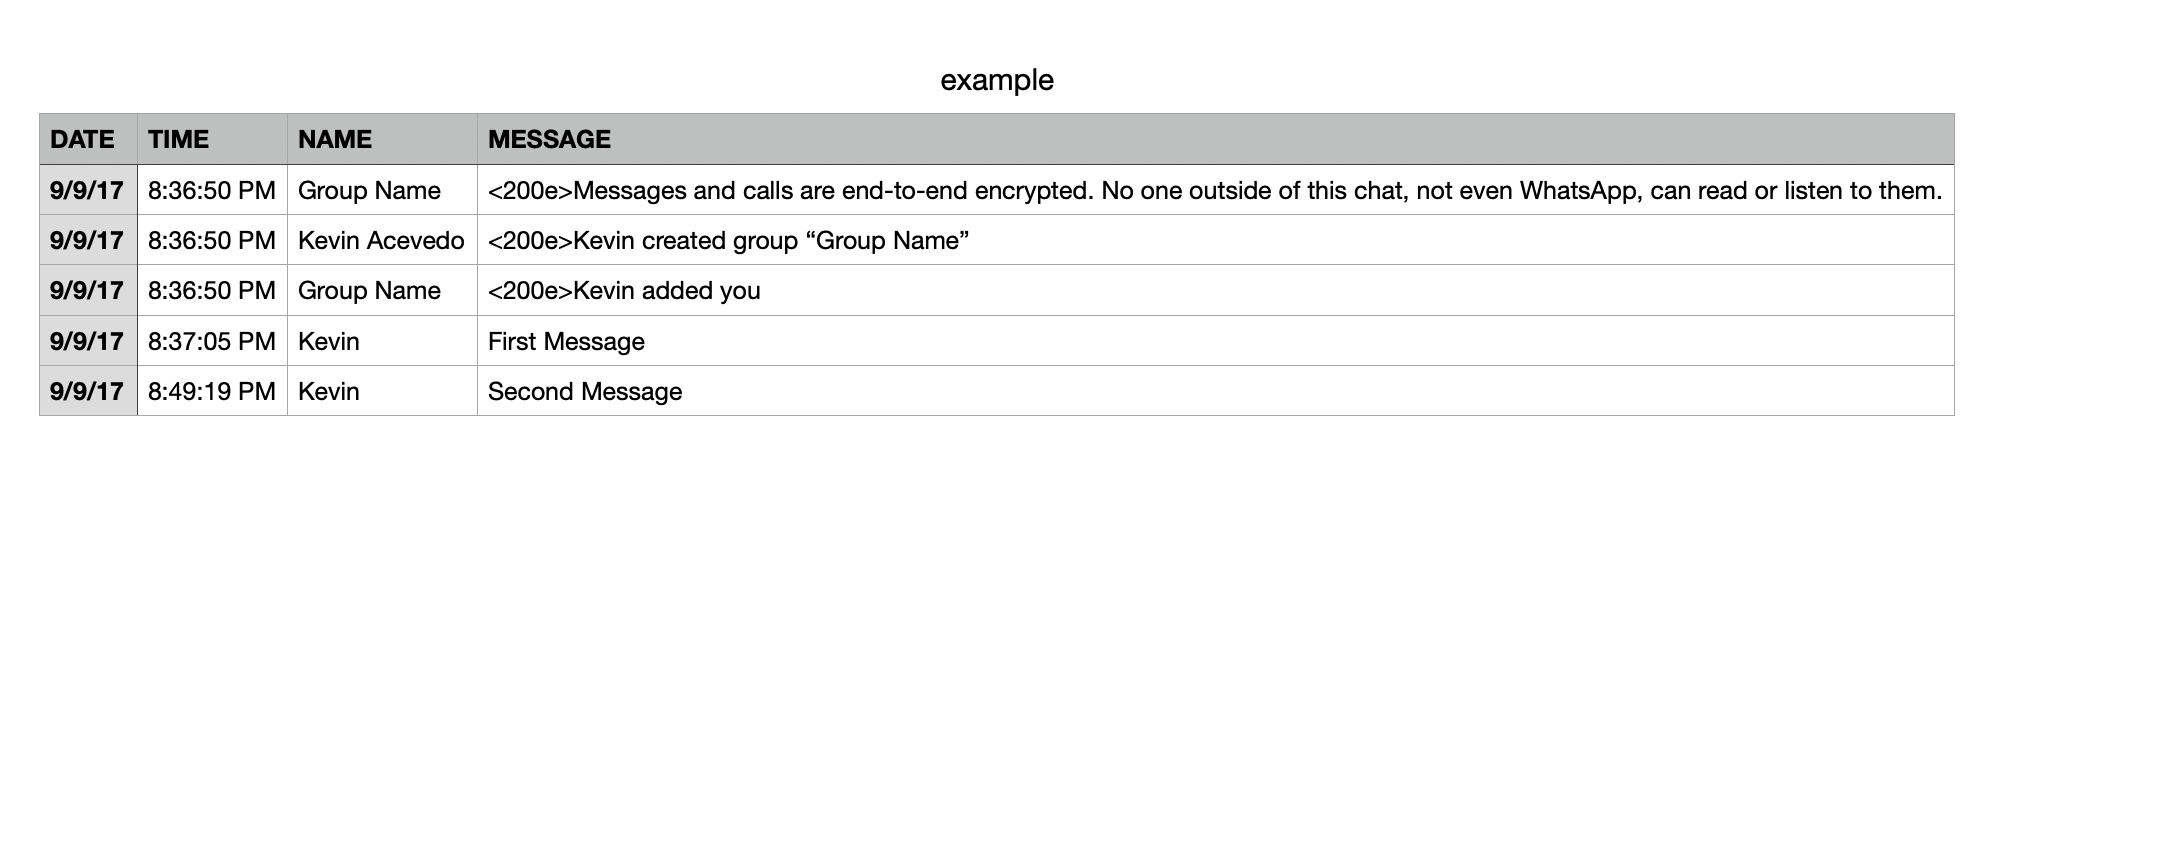 example
DATE TIME NAME MESSAGE
9/9/17 8:36:50 PM Group Name <200e>Messages and calls are end-to-end encrypted. No one outside of this chat, not even WhatsApp, can read or listen to them.
9/9/17 8:36:50 PM Kevin Acevedo <200e>Kevin created group “Group Name”
9/9/17 8:36:50 PM Group Name <200e>Kevin added you
9/9/17 8:37:05 PM Kevin First Message
9/9/17 8:49:19 PM Kevin Second Message